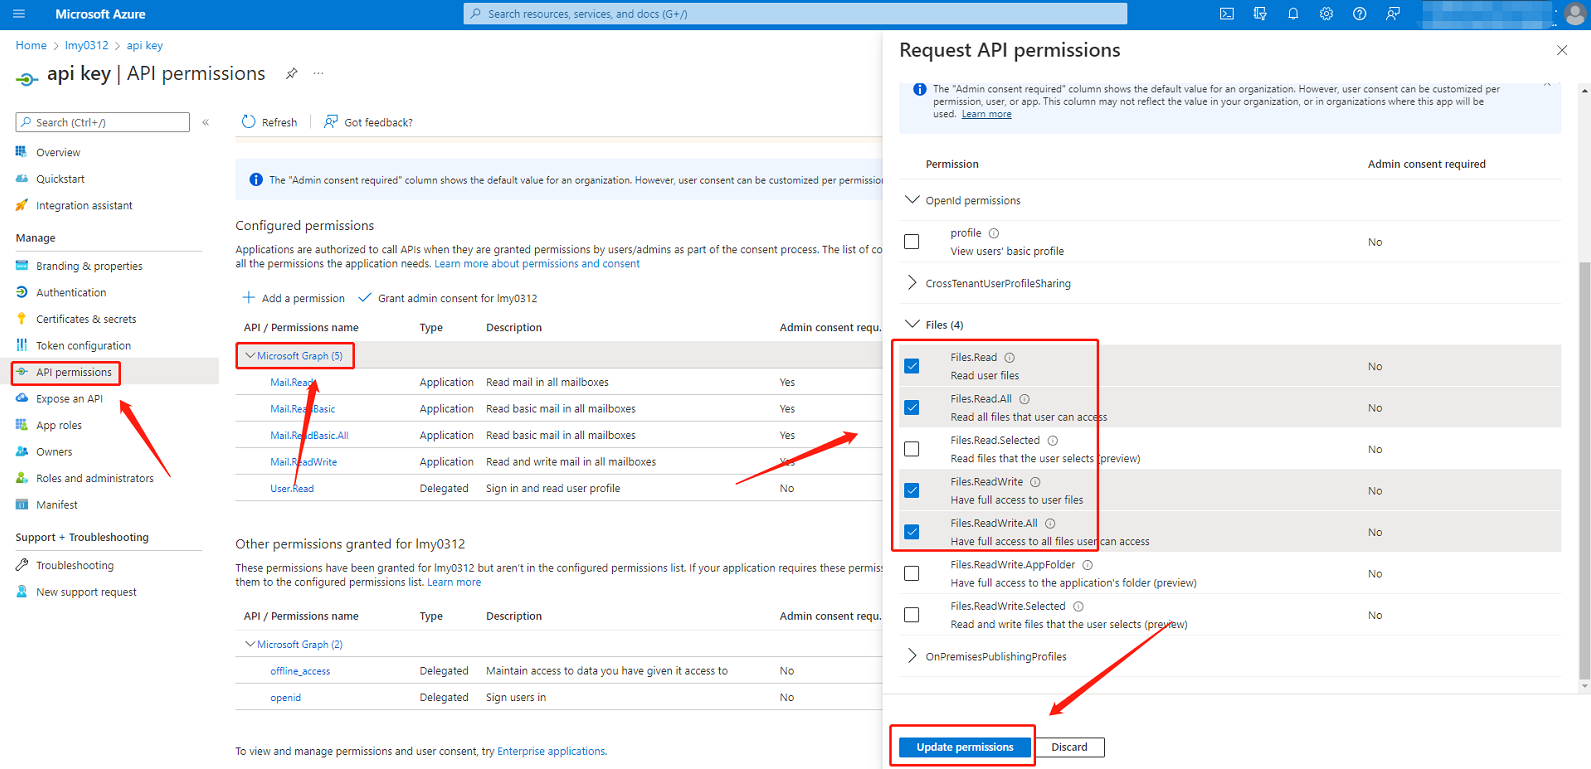 Microsoft Azure
Search resources, services, and docs (G+/)
Home > lmy0312 > api key
api key | API permissions
...
Search (Ctrl+/)
«
Overview
Quickstart
Integration assistant
Manage
Branding & properties
Authentication
Certificates & secrets
Token configuration
API permissions
Expose an API
App roles
Owners
Roles and administrators
Manifest
Support + Troubleshooting
Troubleshooting
New support request
Refresh
Got feedback?
The "Admin consent required" column shows the default value for an organization. However, user consent can be customized per permission
Configured permissions
Applications are authorized to call APIs when they are granted permissions by users/admins as part of the consent process. The list of co
all the permissions the application needs. Learn more about permissions and consent
Add a permission
Grant admin consent for lmy0312
API / Permissions name Type Description Admin consent requ.
Microsoft Graph (5)
Mail.Read Application Read mail in all mailboxes Yes
Mail.ReadBasic Application Read basic mail in all mailboxes Yes
Mail.ReadBasic.All Application Read basic mail in all mailboxes Yes
Mail.ReadWrite Application Read and write mail in all mailboxes Yes
User.Read Delegated Sign in and read user profile No
Other permissions granted for lmy0312
These permissions have been granted for lmy0312 but aren't in the configured permissions list. If your application requires these permiss
them to the configured permissions list. Learn more
API / Permissions name Type Description Admin consent requ.
Microsoft Graph (2)
offline_access Delegated Maintain access to data you have given it access to No
openid Delegated Sign users in No
To view and manage permissions and user consent, try Enterprise applications.
Request API permissions
The "Admin consent required" column shows the default value for an organization. However, user consent can be customized per
permission, user, or app. This column may not reflect the value in your organization, or in organizations where this app will be
used. Learn more
Permission Admin consent required
OpenId permissions
profile
View users' basic profile
No
CrossTenantUserProfileSharing
Files (4)
Files.Read
Read user files
No
Files.Read.All
Read all files that user can access
No
Files.Read.Selected
Read files that the user selects (preview)
No
Files.ReadWrite
Have full access to user files
No
Files.ReadWrite.All
Have full access to all files user can access
No
Files.ReadWrite.AppFolder
Have full access to the application's folder (preview)
No
Files.ReadWrite.Selected
Read and write files that the user selects (preview)
No
OnPremisesPublishingProfiles
Update permissions
Discard